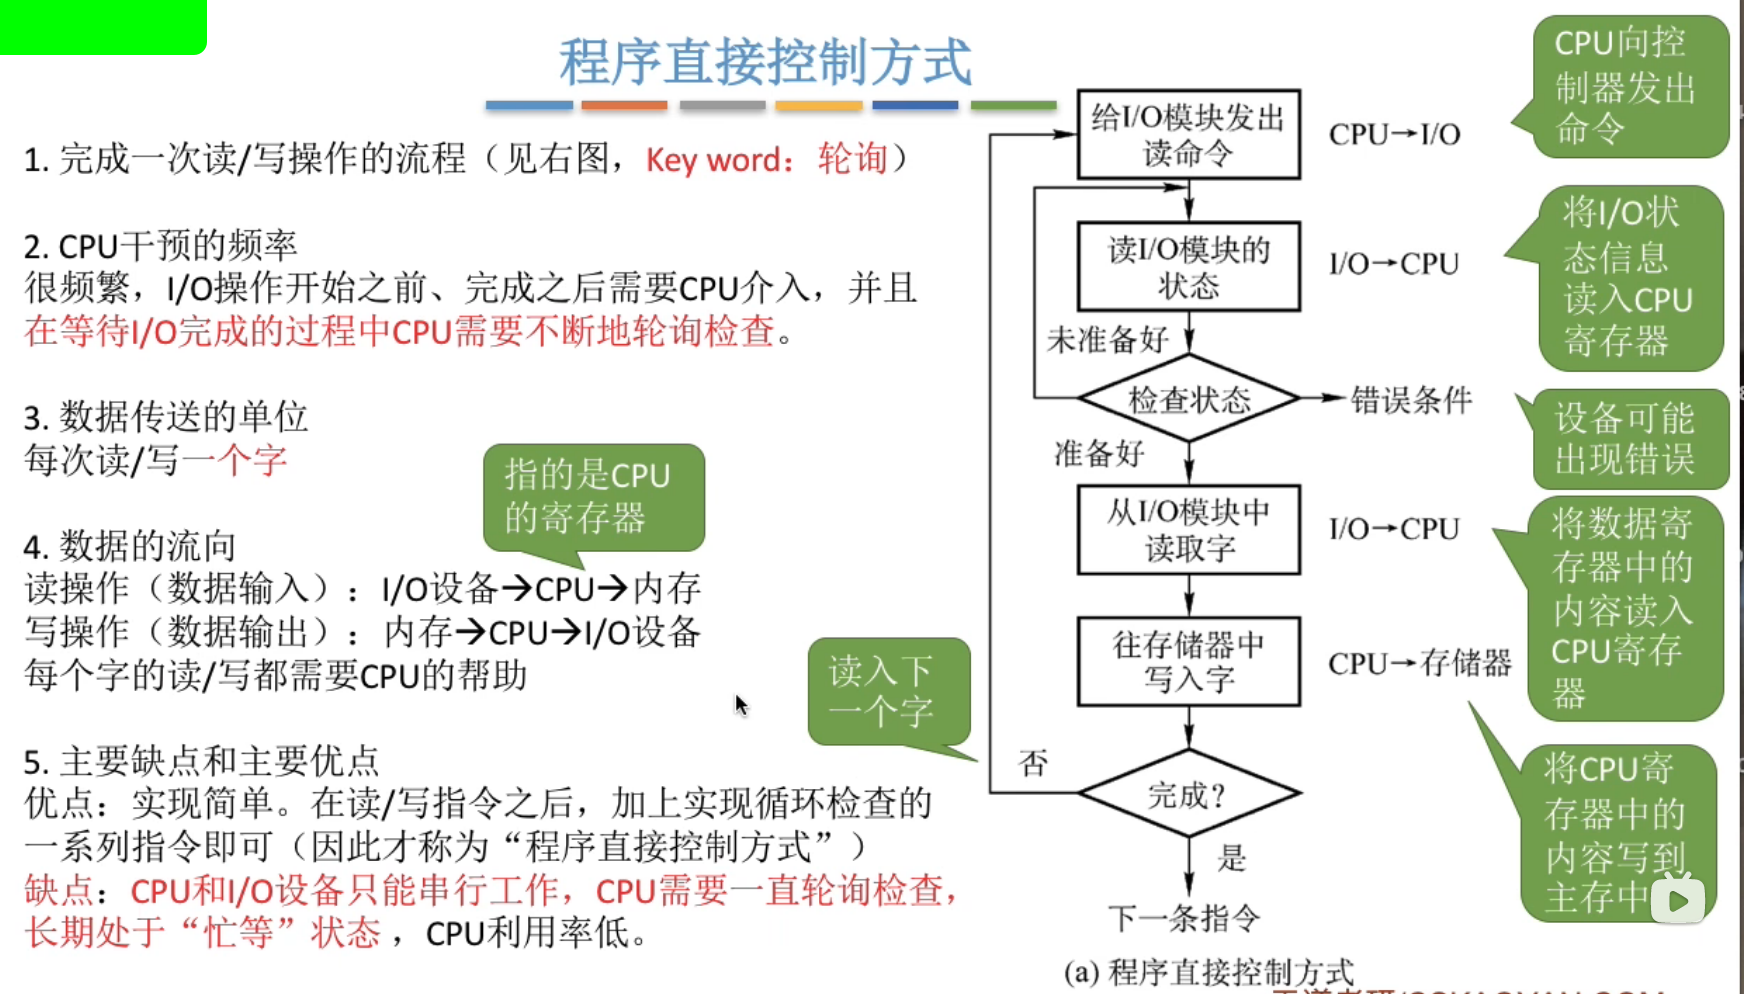 程序直接控制方式
1. 完成一次读/写操作的流程（见右图，Key word：轮询）
2. CPU干预的频率
很频繁，I/O操作开始之前、完成之后需要CPU介入，并且
在等待I/O完成的过程中CPU需要不断地轮询检查。
3. 数据传送的单位
每次读/写一个字
指的是CPU
的寄存器
4. 数据的流向
读操作（数据输入）：I/O设备→CPU→内存
写操作（数据输出）：内存→CPU→I/O设备
每个字的读/写都需要CPU的帮助
5. 主要缺点和主要优点
优点：实现简单。在读/写指令之后，加上实现循环检查的
一系列指令即可（因此才称为“程序直接控制方式”）
缺点：CPU和I/O设备只能串行工作，CPU需要一直轮询检查，
长期处于“忙等”状态，CPU利用率低。
给I/O模块发出
读命令
CPU→I/O
CPU向控
制器发出
命令
读I/O模块的
状态
I/O→CPU
将I/O状
态信息
读入CPU
寄存器
未准备好
检查状态
错误条件
设备可能
出现错误
准备好
从I/O模块中
读取字
I/O→CPU
将数据寄
存器中的
内容读入
CPU寄存
器
往存储器中
写入字
CPU→存储器
将CPU寄
存器中的
内容写到
主存中
读入下
一个字
否
完成？
是
下一条指令
(a) 程序直接控制方式